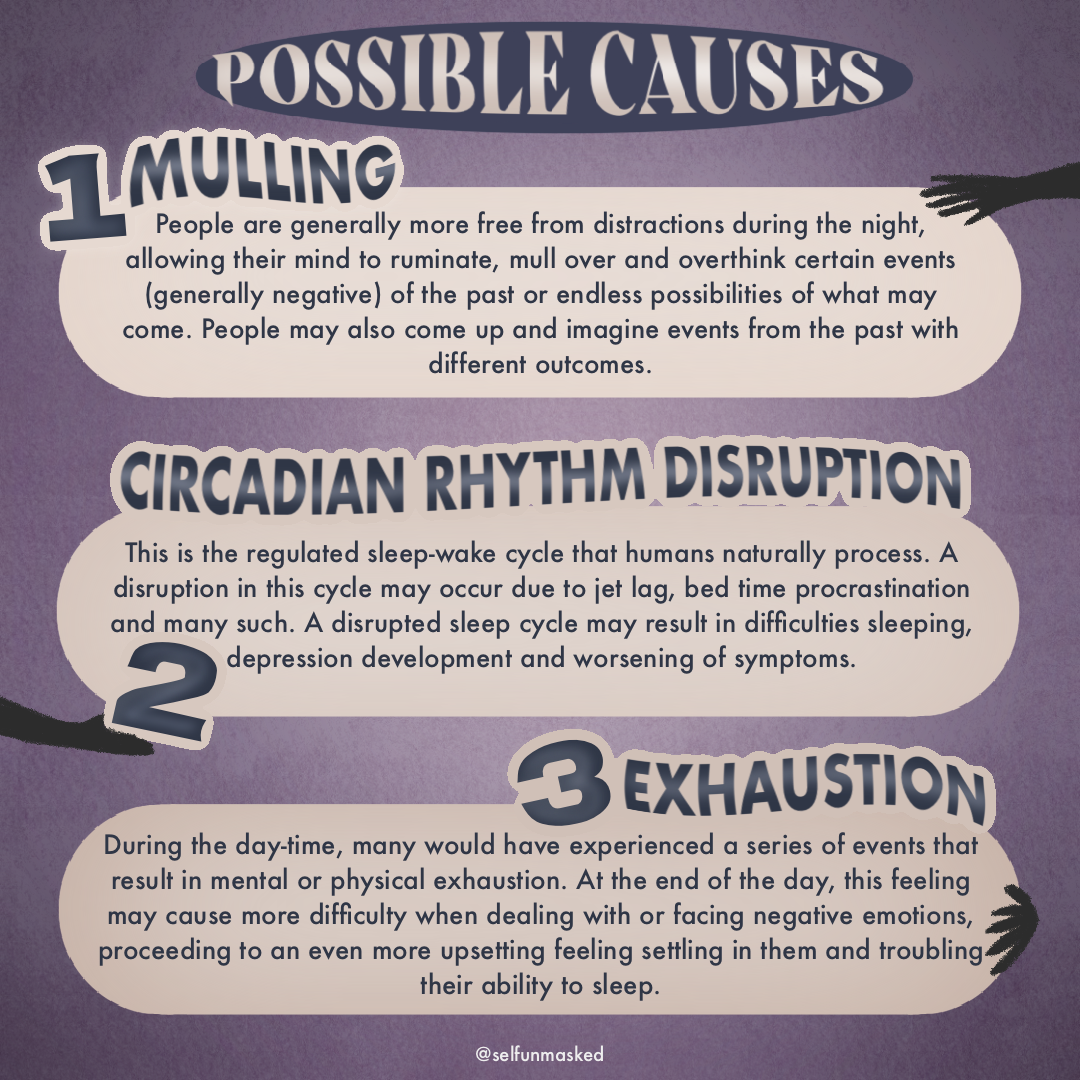 POSSIBLE CAUSES
1 MULLING
People are generally more free from distractions during the night,
allowing their mind to ruminate, mull over and overthink certain events
(generally negative) of the past or endless possibilities of what may
come. People may also come up and imagine events from the past with
different outcomes.
CIRCADIAN RHYTHM DISRUPTION
This is the regulated sleep-wake cycle that humans naturally process. A
disruption in this cycle may occur due to jet lag, bed time procrastination
and many such. A disrupted sleep cycle may result in difficulties sleeping,
2 depression development and worsening of symptoms.
3 EXHAUSTION
During the day-time, many would have experienced a series of events that
result in mental or physical exhaustion. At the end of the day, this feeling
may cause more difficulty when dealing with or facing negative emotions,
proceeding to an even more upsetting feeling settling in them and troubling
their ability to sleep.
@selfunmasked